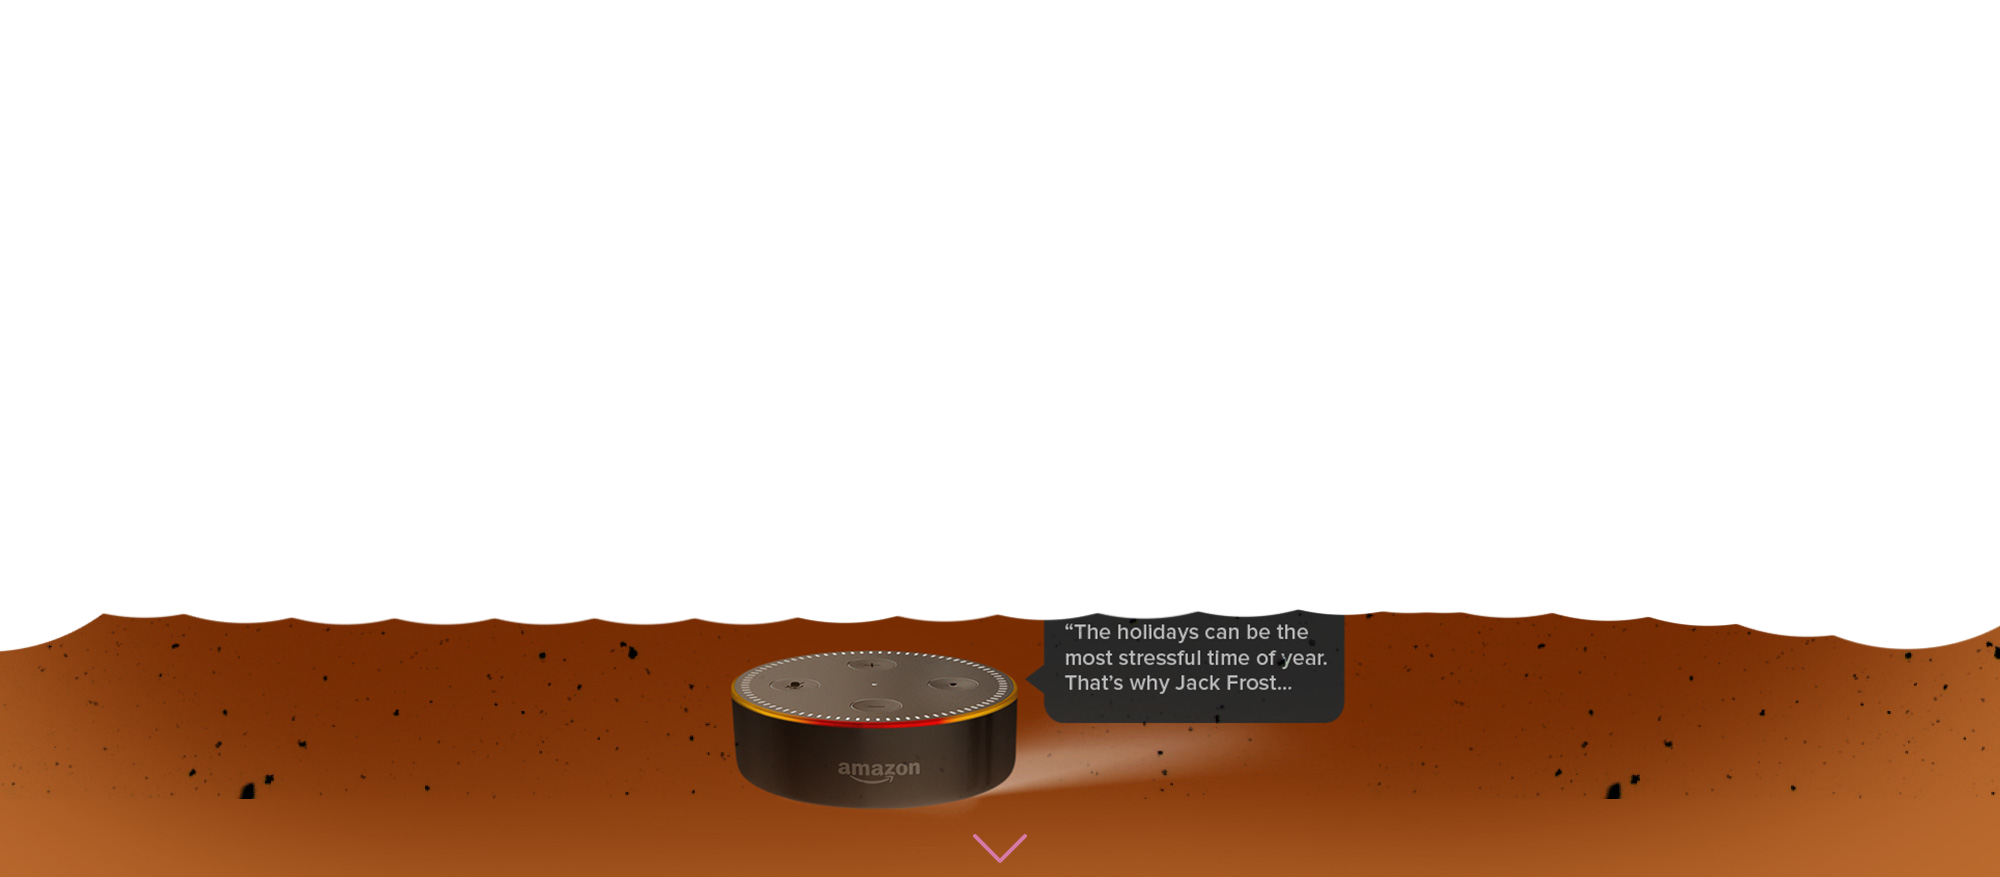 “The holidays can be the
most stressful time of year.
That’s why Jack Frost...
amazon